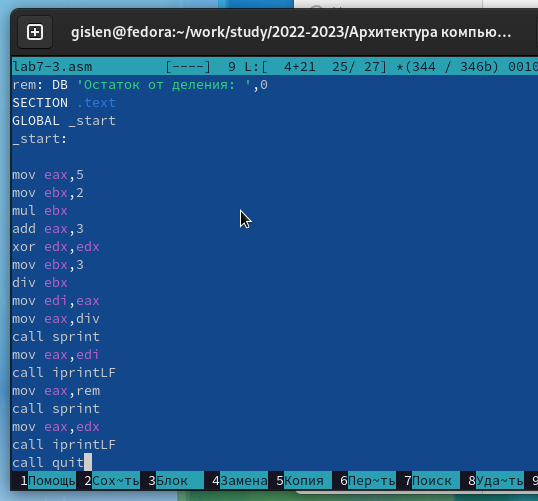 gislen@fedora:~/work/study/2022-2023/Архитектура компью...
lab7-3.asm [----] 9 L:[ 4+21 25/ 27] *(344 / 346b) 0010
rem: DB 'Остаток от деления: ',0
SECTION .text
GLOBAL _start
_start:
mov eax,5
mov ebx,2
mul ebx
add eax,3
xor edx,edx
mov ebx,3
div ebx
mov edi,eax
mov eax,div
call sprint
mov eax,edi
call iprintLF
mov eax,rem
call sprint
mov eax,edx
call iprintLF
call quit
1Помощь 2Сох~ть 3Блок 4Замена 5Копия 6Пер~ть 7Поиск 8Уда~ть 9